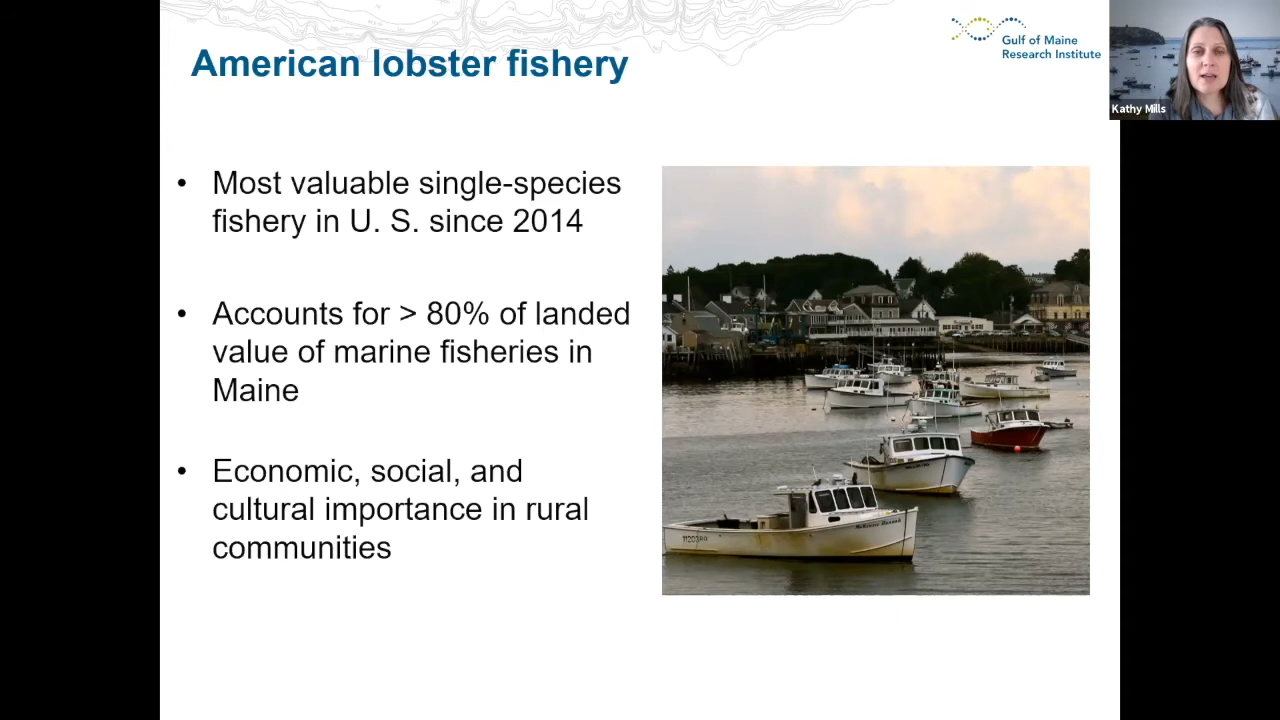 American lobster fishery
Gulf of Maine
Research Institute
Kathy Mills
• Most valuable single-species
fishery in U. S. since 2014
• Accounts for > 80% of landed
value of marine fisheries in
Maine
• Economic, social, and
cultural importance in rural
communities